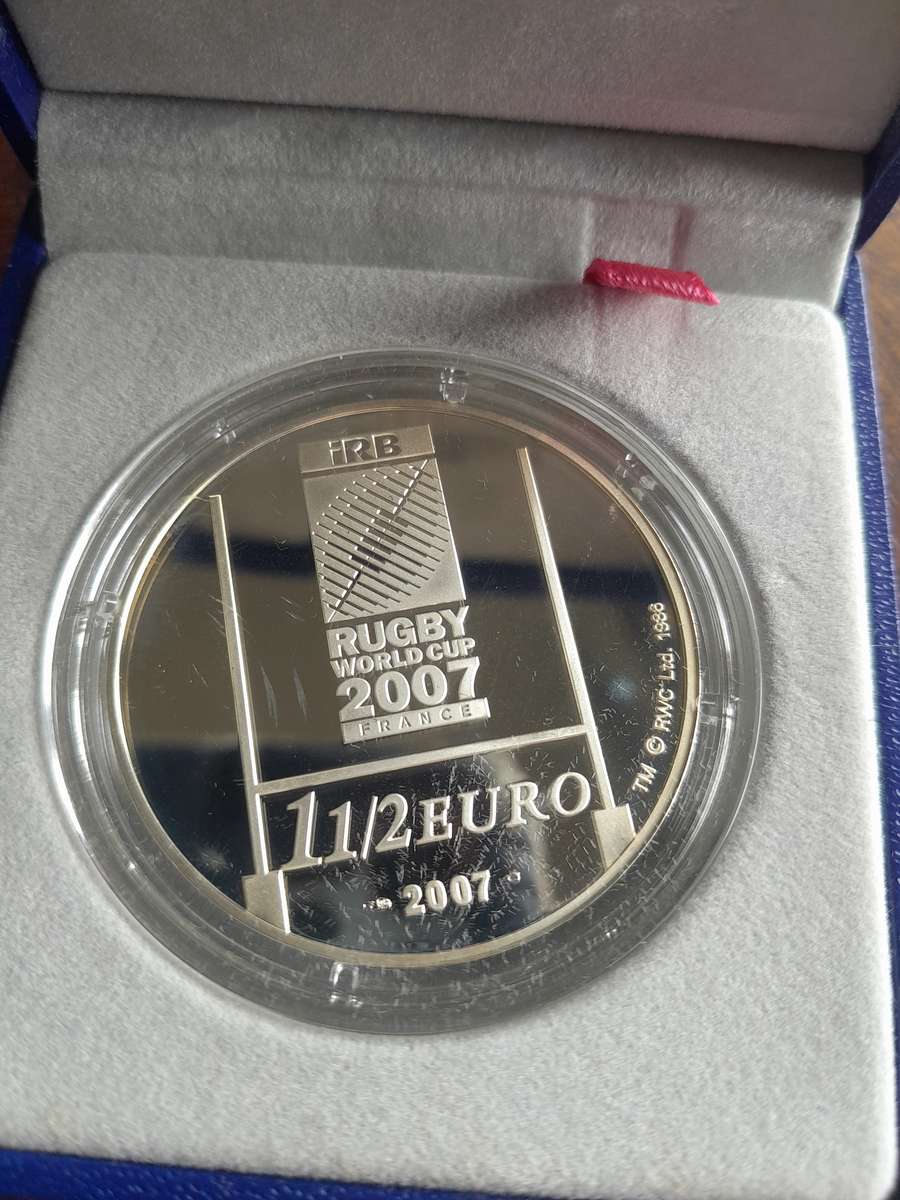 iRB
RUGBY
WORLD CUP
2007
FRANCE
TM © RWC Ltd. 1986
1 1/2 EURO
2007